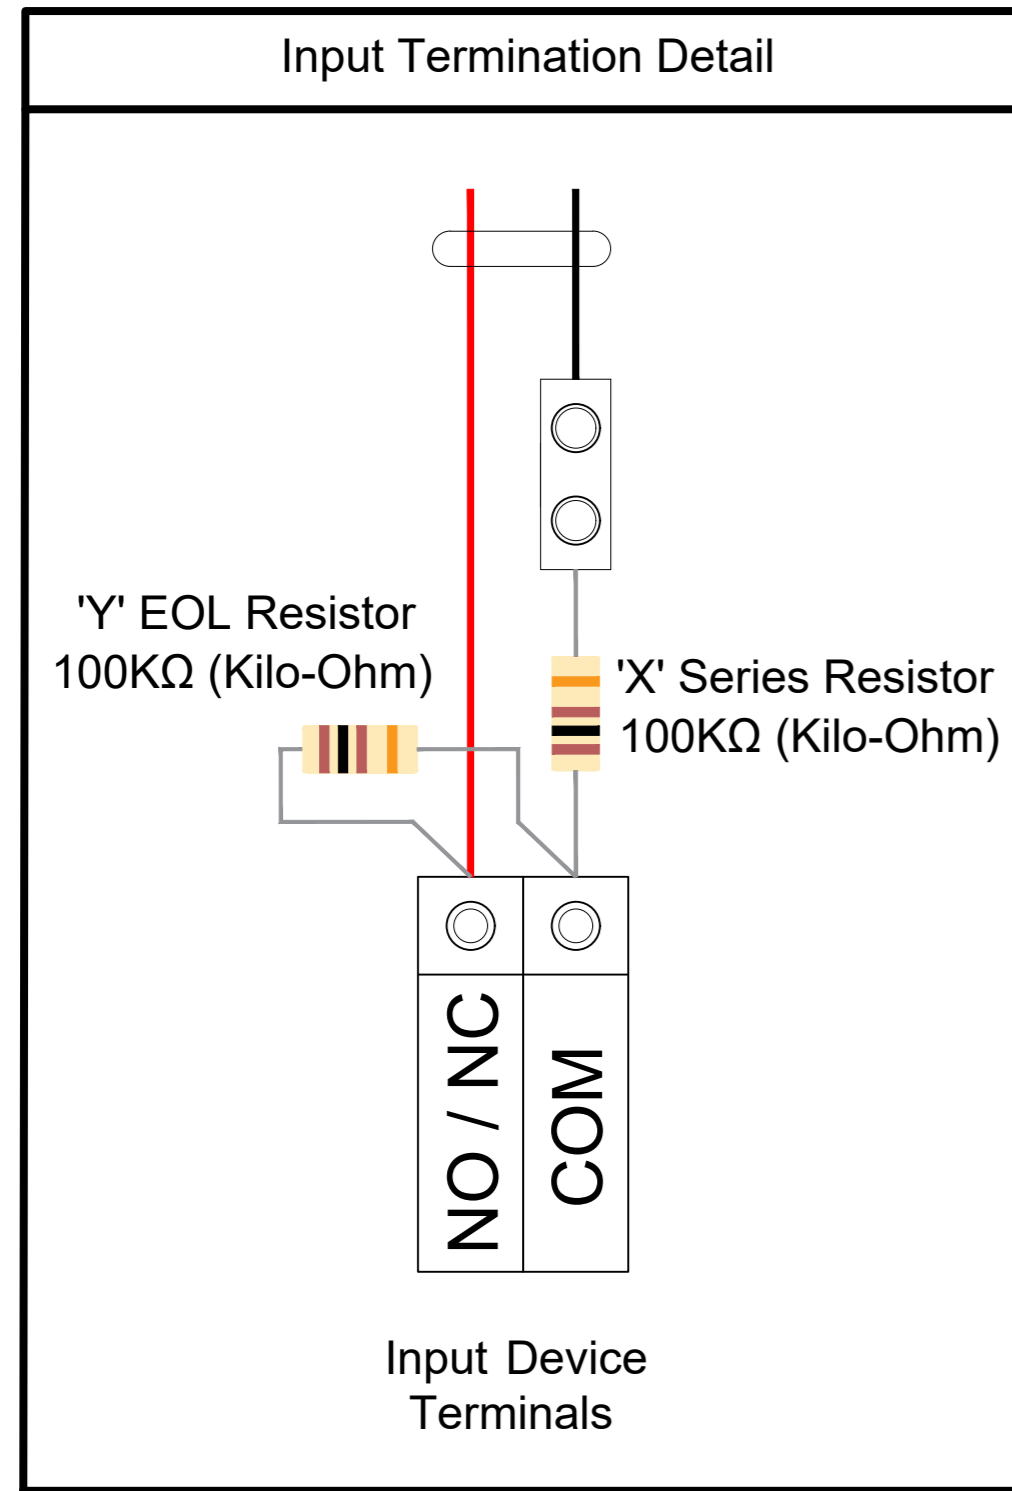 Input Termination Detail
'Y' EOL Resistor
100KΩ (Kilo-Ohm)
'X' Series Resistor
100KΩ (Kilo-Ohm)
NO / NC
COM
Input Device
Terminals